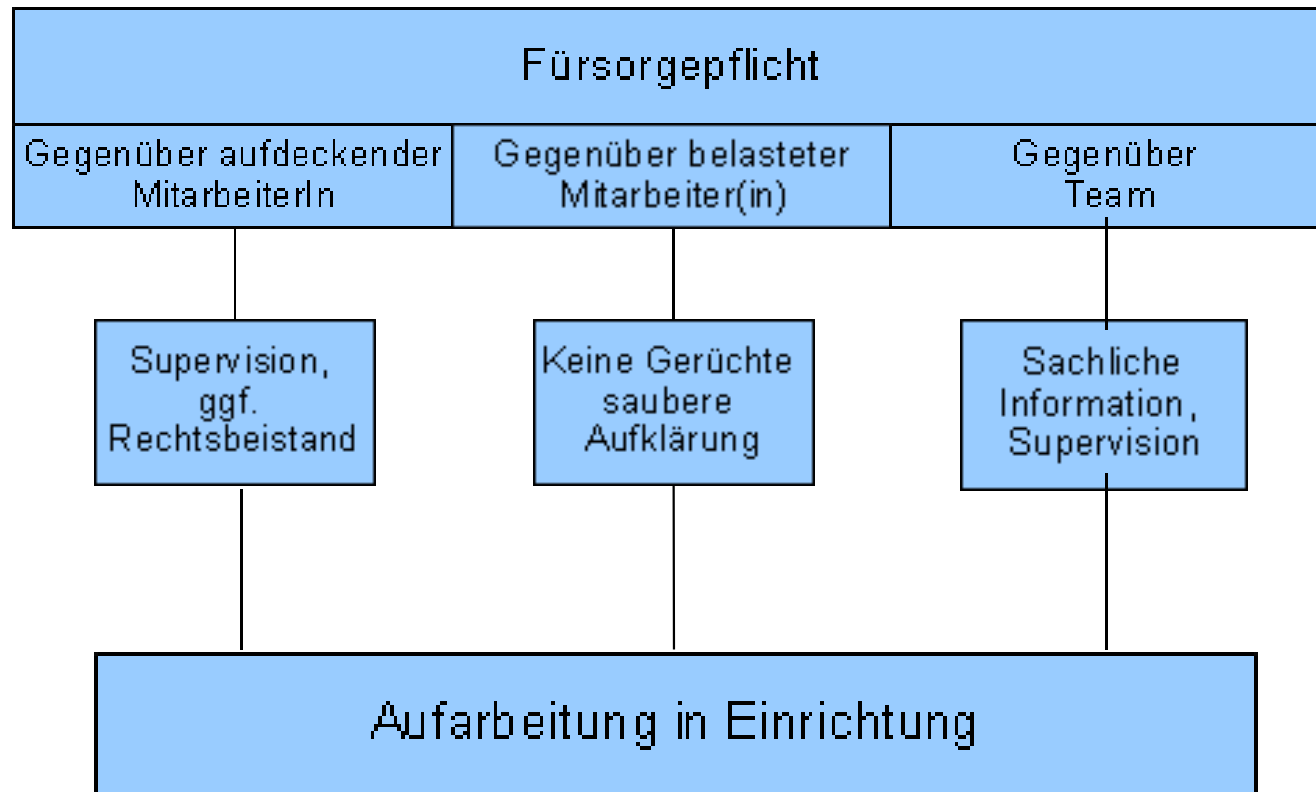 Fürsorgepflicht
Gegenüber aufdeckender
MitarbeiterIn
Gegenüber belasteter
Mitarbeiter(in)
Gegenüber
Team
Supervision,
ggf.
Rechtsbeistand
Keine Gerüchte
saubere
Aufklärung
Sachliche
Information,
Supervision
Aufarbeitung in Einrichtung